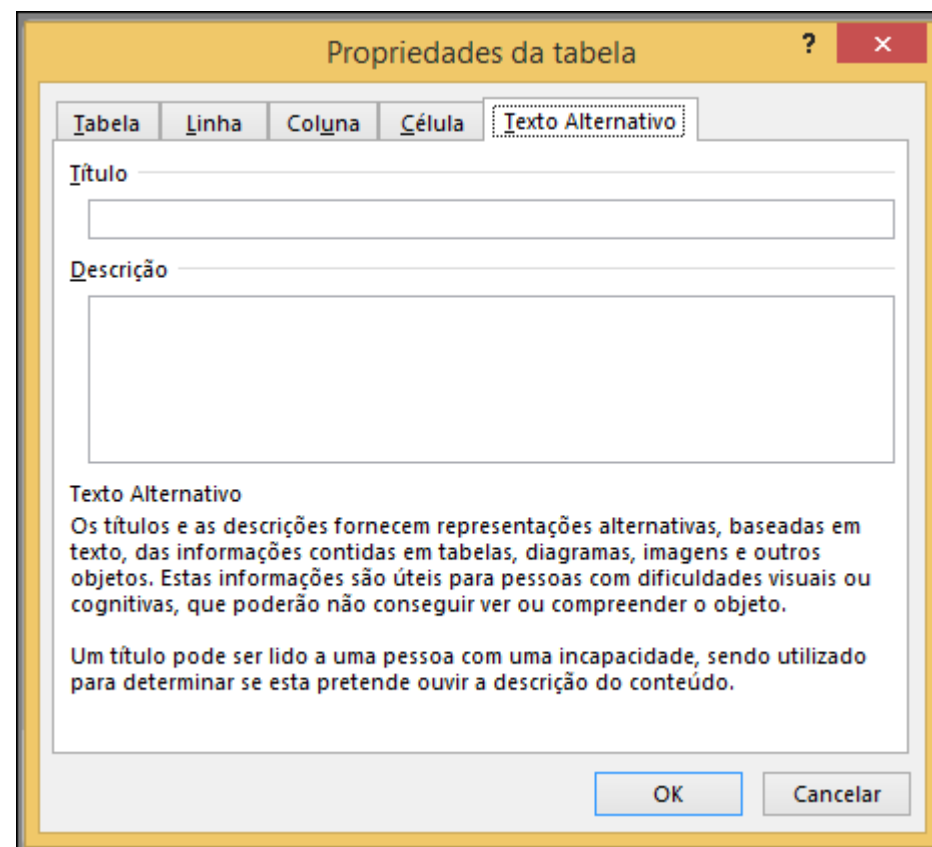 Propriedades da tabela ? ×
Tabela Linha Coluna Célula Texto Alternativo
Título
Descrição
Texto Alternativo
Os títulos e as descrições fornecem representações alternativas, baseadas em
texto, das informações contidas em tabelas, diagramas, imagens e outros
objetos. Estas informações são úteis para pessoas com dificuldades visuais ou
cognitivas, que poderão não conseguir ver ou compreender o objeto.
Um título pode ser lido a uma pessoa com uma incapacidade, sendo utilizado
para determinar se esta pretende ouvir a descrição do conteúdo.
OK Cancelar